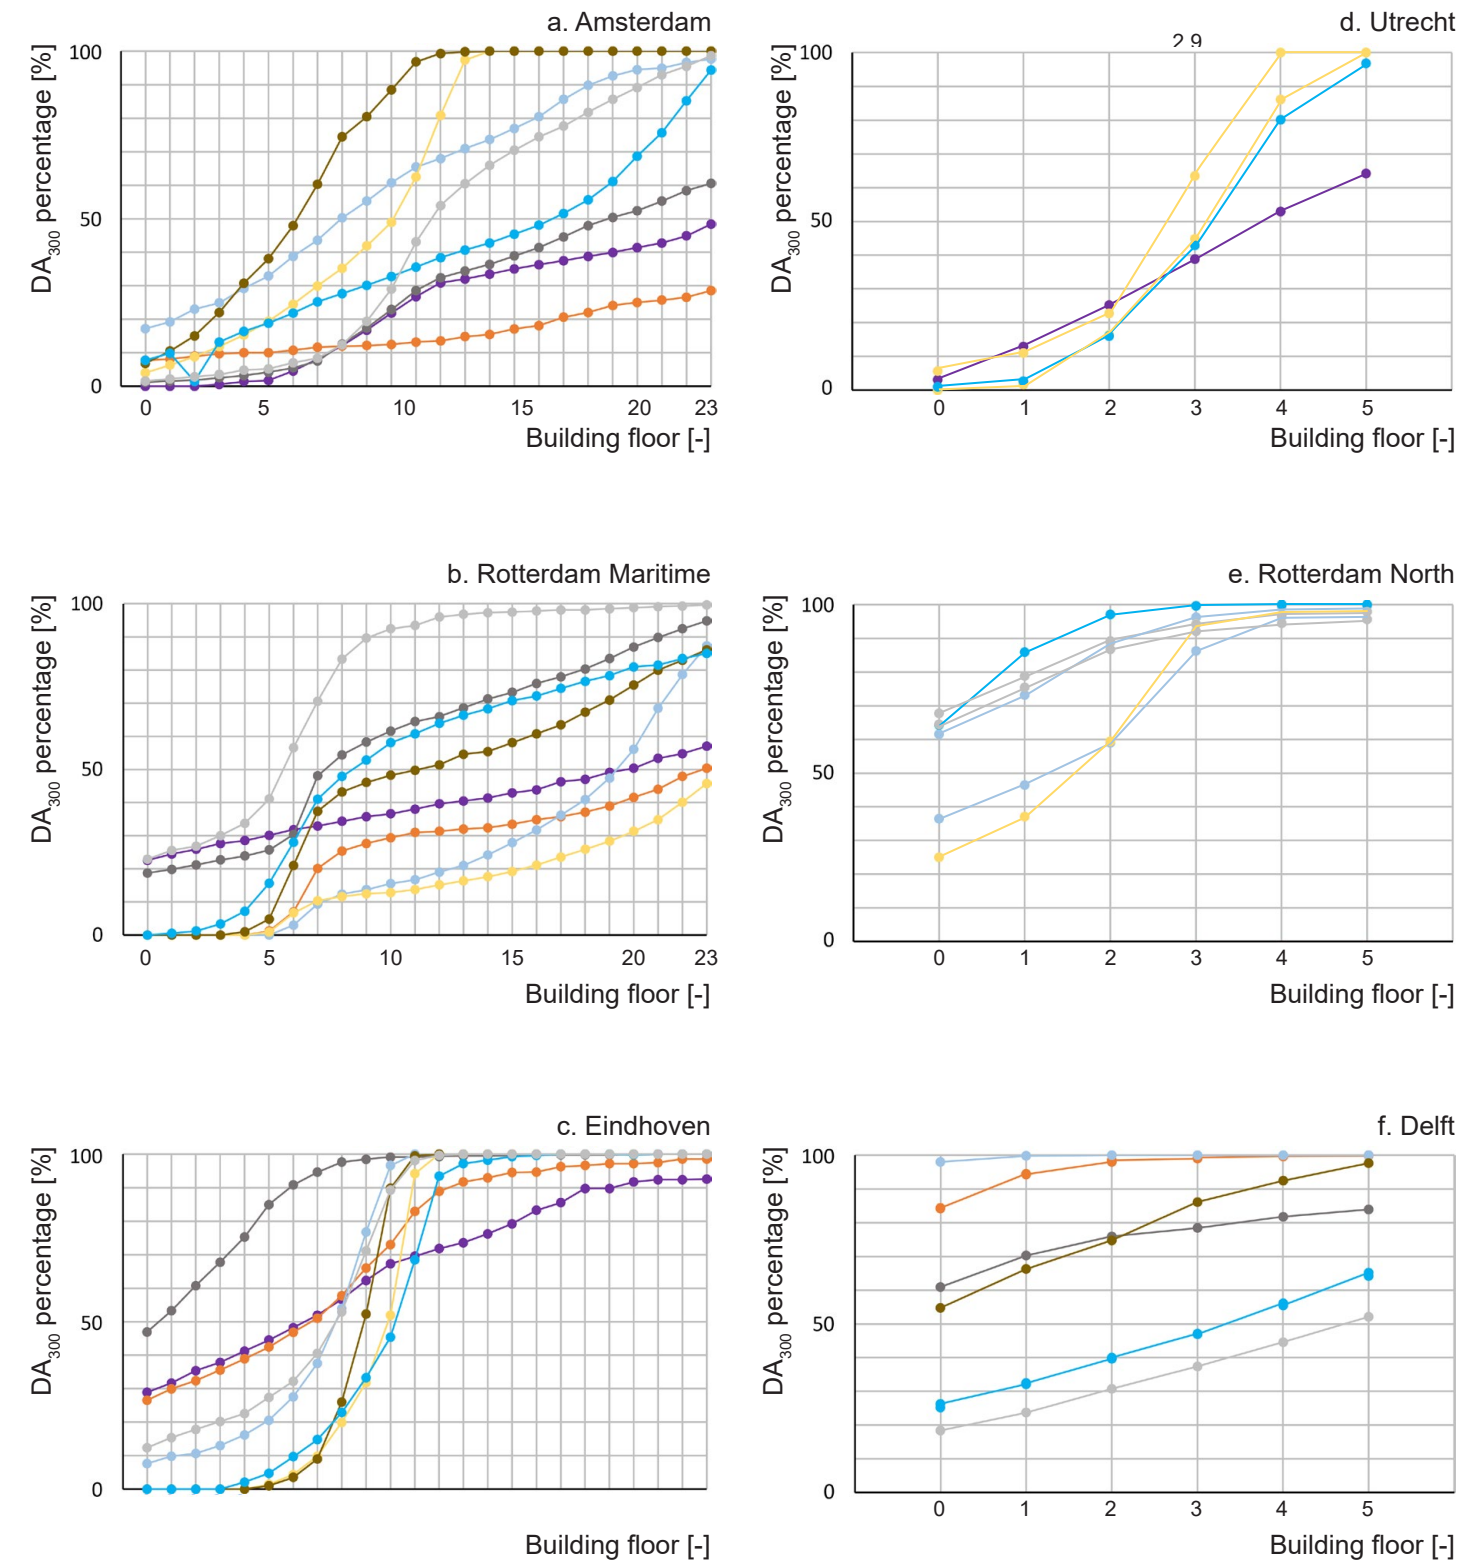 a. Amsterdam
DA300 percentage [%]
100
50
0
0 5 10 15 20 23
Building floor [-]
d. Utrecht
2 9
DA300 percentage [%]
100
50
0
0 1 2 3 4 5
Building floor [-]
b. Rotterdam Maritime
DA300 percentage [%]
100
50
0
0 5 10 15 20 23
Building floor [-]
e. Rotterdam North
DA300 percentage [%]
100
50
0
0 1 2 3 4 5
Building floor [-]
c. Eindhoven
DA300 percentage [%]
100
50
0
Building floor [-]
f. Delft
DA300 percentage [%]
100
50
0
0 1 2 3 4 5
Building floor [-]